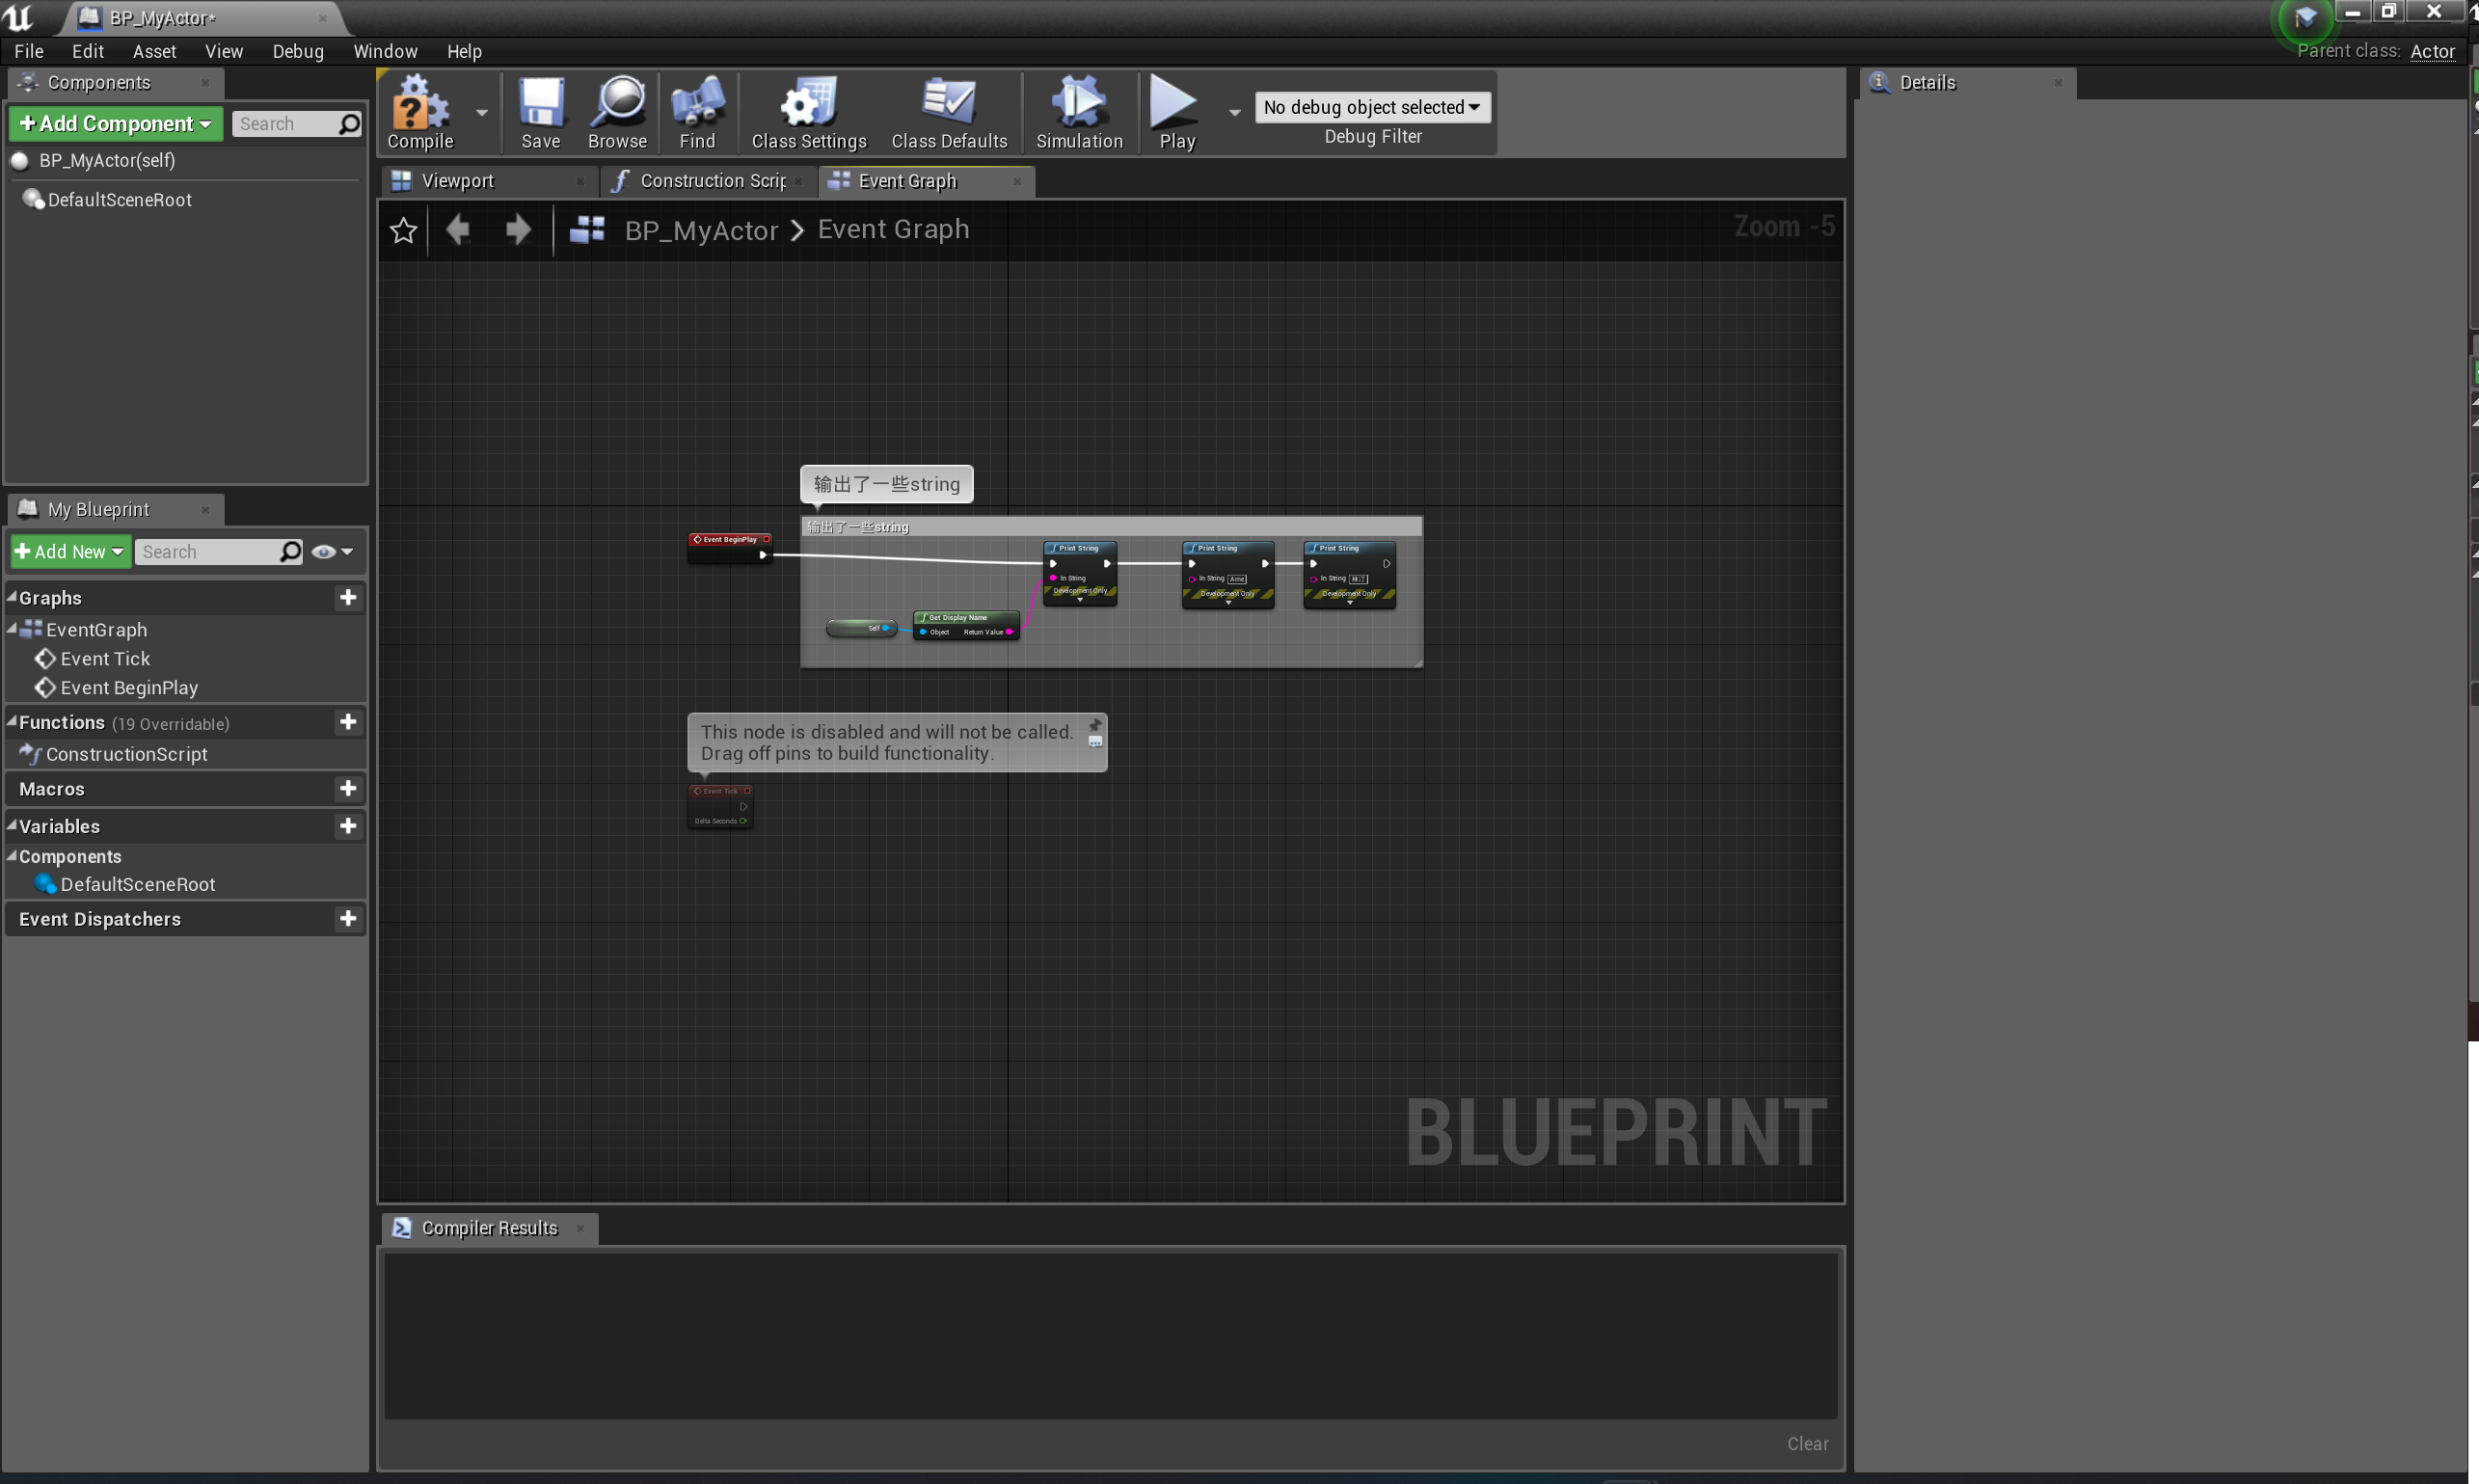 BP_MyActor*
File Edit Asset View Debug Window Help
Parent class: Actor
Components
Add Component Search
BP_MyActor(self)
DefaultSceneRoot
My Blueprint
Add New Search
Graphs
EventGraph
Event Tick
Event BeginPlay
Functions (19 Overridable)
ConstructionScript
Macros
Variables
Components
DefaultSceneRoot
Event Dispatchers
Compile Save Browse Find Class Settings Class Defaults Simulation Play
No debug object selected
Debug Filter
Viewport Construction Scrip Event Graph
BP_MyActor > Event Graph
Zoom -5
输出了一些string
输出了一些string
Event BeginPlay
Print String
In String
Development Only
Print String
In String Ame
Development Only
Print String
In String
Development Only
Self
Get Display Name
Object Return Value
This node is disabled and will not be called.
Drag off pins to build functionality.
Event Tick
Delta Seconds
BLUEPRINT
Compiler Results
Clear
Details